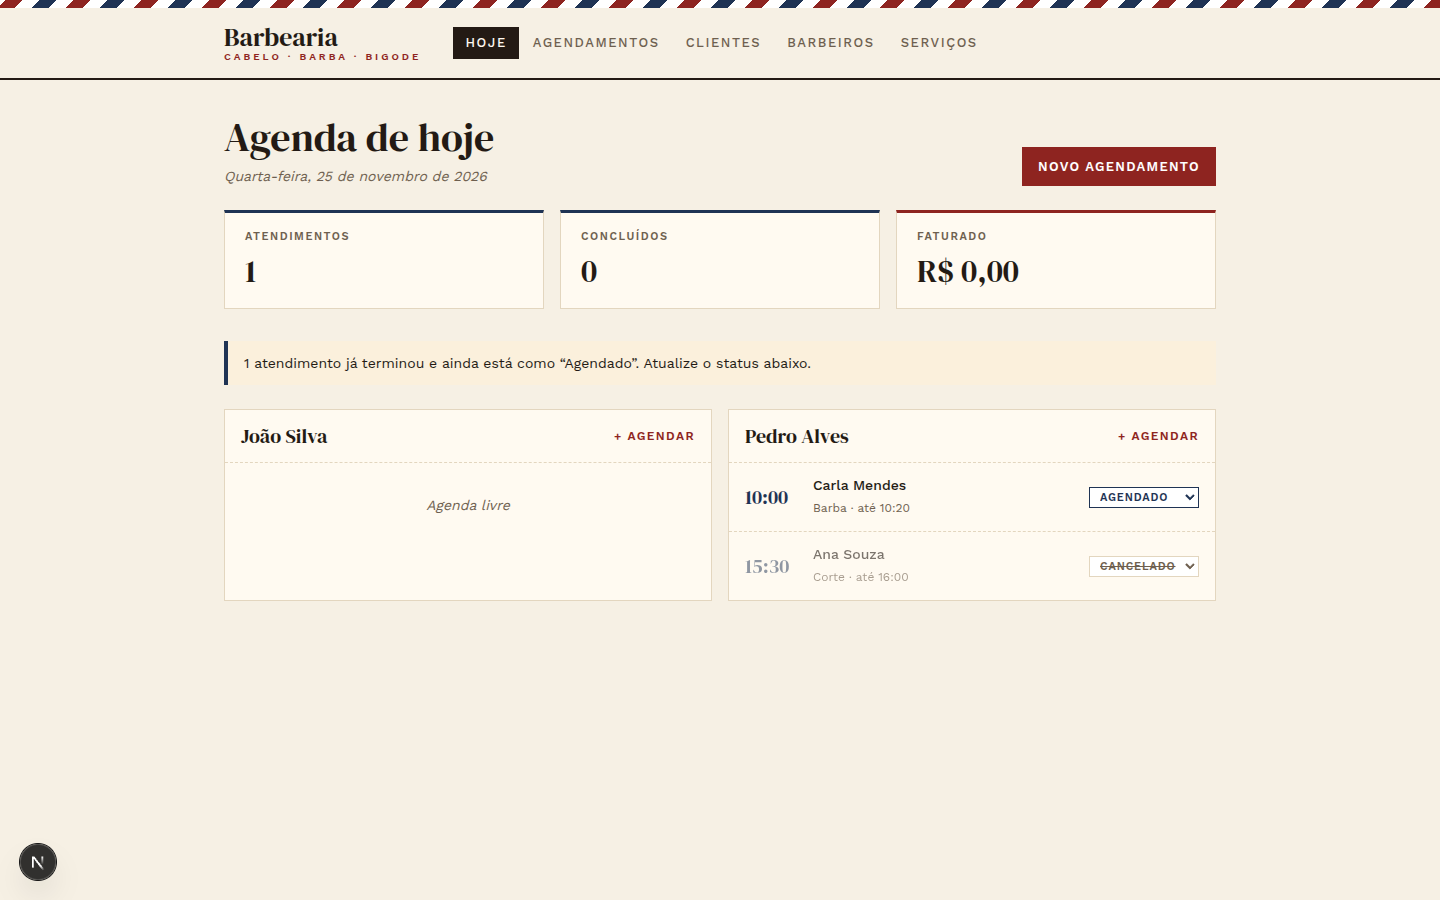 Barbearia
CABELO · BARBA · BIGODE
HOJE AGENDAMENTOS CLIENTES BARBEIROS SERVIÇOS
Agenda de hoje
Quarta-feira, 25 de novembro de 2026
NOVO AGENDAMENTO
ATENDIMENTOS
1
CONCLUÍDOS
0
FATURADO
R$ 0,00
1 atendimento já terminou e ainda está como “Agendado”. Atualize o status abaixo.
João Silva
+ AGENDAR
Agenda livre
Pedro Alves
+ AGENDAR
10:00
Carla Mendes
Barba · até 10:20
AGENDADO
15:30
Ana Souza
Corte · até 16:00
CANCELADO
N